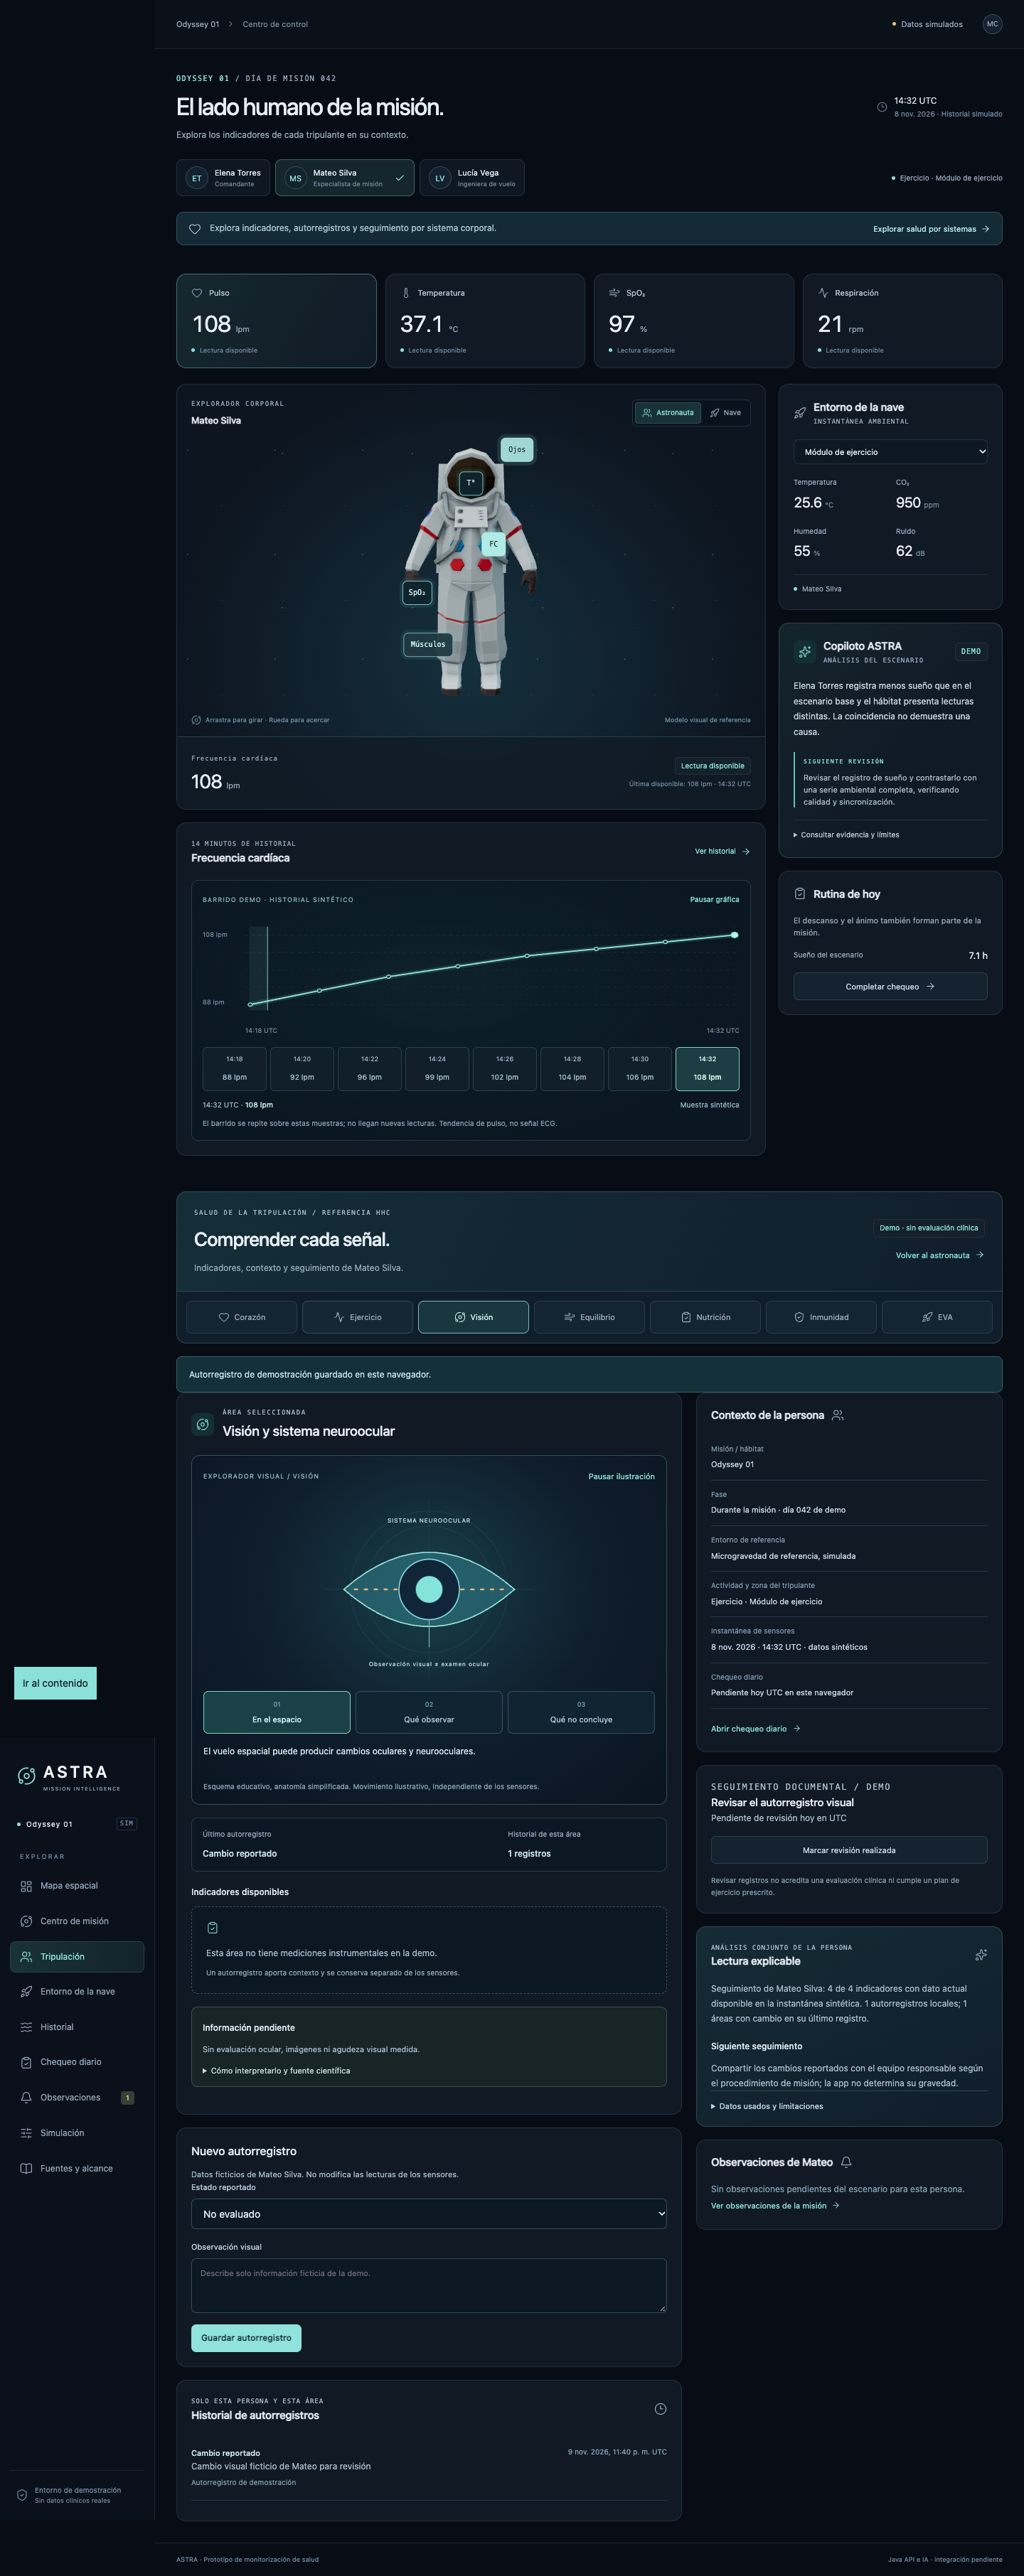 Odyssey 01
Centro de control
Datos simulados
MC
ODYSSEY 01 / DÍA DE MISIÓN 042
El lado humano de la misión.
Explora los indicadores de cada tripulante en su contexto.
14:32 UTC
8 nov. 2026 · Historial simulado
ET
Elena Torres
Comandante
MS
Mateo Silva
Especialista de misión
LV
Lucía Vega
Ingeniera de vuelo
Ejercicio · Módulo de ejercicio
Explora indicadores, autorregistros y seguimiento por sistema corporal.
Explorar salud por sistemas
Pulso
108 lpm
Lectura disponible
Temperatura
37.1 °C
Lectura disponible
SpO₂
97 %
Lectura disponible
Respiración
21 rpm
Lectura disponible
EXPLORADOR CORPORAL
Mateo Silva
Astronauta
Nave
Ojos
T°
FC
SpO₂
Músculos
Arrastra para girar · Rueda para acercar
Modelo visual de referencia
Frecuencia cardíaca
108 lpm
Lectura disponible
Última disponible: 108 lpm · 14:32 UTC
Entorno de la nave
INSTANTÁNEA AMBIENTAL
Módulo de ejercicio
Temperatura
25.6 °C
CO₂
950 ppm
Humedad
55 %
Ruido
62 dB
Mateo Silva
Copiloto ASTRA
ANÁLISIS DEL ESCENARIO
DEMO
Elena Torres registra menos sueño que en el
escenario base y el hábitat presenta lecturas
distintas. La coincidencia no demuestra una
causa.
SIGUIENTE REVISIÓN
Revisar el registro de sueño y contrastarlo con
una serie ambiental completa, verificando
calidad y sincronización.
Consultar evidencia y límites
Rutina de hoy
El descanso y el ánimo también forman parte de la
misión.
Sueño del escenario
7.1 h
Completar chequeo
14 MINUTOS DE HISTORIAL
Frecuencia cardíaca
Ver historial
BARRIDO DEMO · HISTORIAL SINTÉTICO
Pausar gráfica
108 lpm
88 lpm
14:18 UTC
14:32 UTC
14:18
88 lpm
14:20
92 lpm
14:22
96 lpm
14:24
99 lpm
14:26
102 lpm
14:28
104 lpm
14:30
106 lpm
14:32
108 lpm
14:32 UTC · 108 lpm
Muestra sintética
El barrido se repite sobre estas muestras; no llegan nuevas lecturas. Tendencia de pulso, no señal ECG.
SALUD DE LA TRIPULACIÓN / REFERENCIA HHC
Comprender cada señal.
Indicadores, contexto y seguimiento de Mateo Silva.
Demo · sin evaluación clínica
Volver al astronauta
Corazón
Ejercicio
Visión
Equilibrio
Nutrición
Inmunidad
EVA
Autorregistro de demostración guardado en este navegador.
ÁREA SELECCIONADA
Visión y sistema neuroocular
EXPLORADOR VISUAL / VISIÓN
Pausar ilustración
SISTEMA NEUROOCULAR
Observación visual ≠ examen ocular
01
En el espacio
02
Qué observar
03
Qué no concluye
El vuelo espacial puede producir cambios oculares y neurooculares.
Esquema educativo, anatomía simplificada. Movimiento ilustrativo, independiente de los sensores.
Último autorregistro
Cambio reportado
Historial de esta área
1 registros
Indicadores disponibles
Esta área no tiene mediciones instrumentales en la demo.
Un autorregistro aporta contexto y se conserva separado de los sensores.
Información pendiente
Sin evaluación ocular, imágenes ni agudeza visual medida.
Cómo interpretarlo y fuente científica
Nuevo autorregistro
Datos ficticios de Mateo Silva. No modifica las lecturas de los sensores.
Estado reportado
No evaluado
Observación visual
Describe solo información ficticia de la demo.
Guardar autorregistro
SOLO ESTA PERSONA Y ESTA ÁREA
Historial de autorregistros
Cambio reportado
9 nov. 2026, 11:40 p. m. UTC
Cambio visual ficticio de Mateo para revisión
Autorregistro de demostración
Contexto de la persona
Misión / hábitat
Odyssey 01
Fase
Durante la misión · día 042 de demo
Entorno de referencia
Microgravedad de referencia, simulada
Actividad y zona del tripulante
Ejercicio · Módulo de ejercicio
Instantánea de sensores
8 nov. 2026 · 14:32 UTC · datos sintéticos
Chequeo diario
Pendiente hoy UTC en este navegador
Abrir chequeo diario
SEGUIMIENTO DOCUMENTAL / DEMO
Revisar el autorregistro visual
Pendiente de revisión hoy en UTC
Marcar revisión realizada
Revisar registros no acredita una evaluación clínica ni cumple un plan de
ejercicio prescrito.
ANÁLISIS CONJUNTO DE LA PERSONA
Lectura explicable
Seguimiento de Mateo Silva: 4 de 4 indicadores con dato actual
disponible en la instantánea sintética. 1 autorregistros locales; 1
áreas con cambio en su último registro.
Siguiente seguimiento
Compartir los cambios reportados con el equipo responsable según
el procedimiento de misión; la app no determina su gravedad.
Datos usados y limitaciones
Observaciones de Mateo
Sin observaciones pendientes del escenario para esta persona.
Ver observaciones de la misión
Ir al contenido
ASTRA
MISSION INTELLIGENCE
Odyssey 01
SIM
EXPLORAR
Mapa espacial
Centro de misión
Tripulación
Entorno de la nave
Historial
Chequeo diario
Observaciones
1
Simulación
Fuentes y alcance
Entorno de demostración
Sin datos clínicos reales
ASTRA · Prototipo de monitorización de salud
Java API e IA · integración pendiente